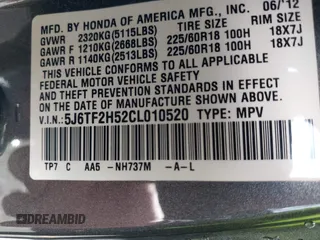 MFD. BY HONDA OF AMERICA MFG., INC. 06/'12
GVWR 2320KG(5115LBS) TIRE SIZE RIM SIZE
GAWR F 1210KG(2668LBS) 225/60R18 100H 18X7J
GAWR R 1140KG(2513LBS) 225/60R18 100H 18X7J
THIS VEHICLE CONFORMS TO ALL APPLICABLE
FEDERAL MOTOR VEHICLE SAFETY AND
THEFT PREVENTION STANDARDS IN EFFECT ON
THE DATE OF MANUFACTURE SHOWN ABOVE.
V.I.N.: 5J6TF2H52CL010520 TYPE: MPV
TP7 C AA5 -NH737M -A-L
DREAMBID